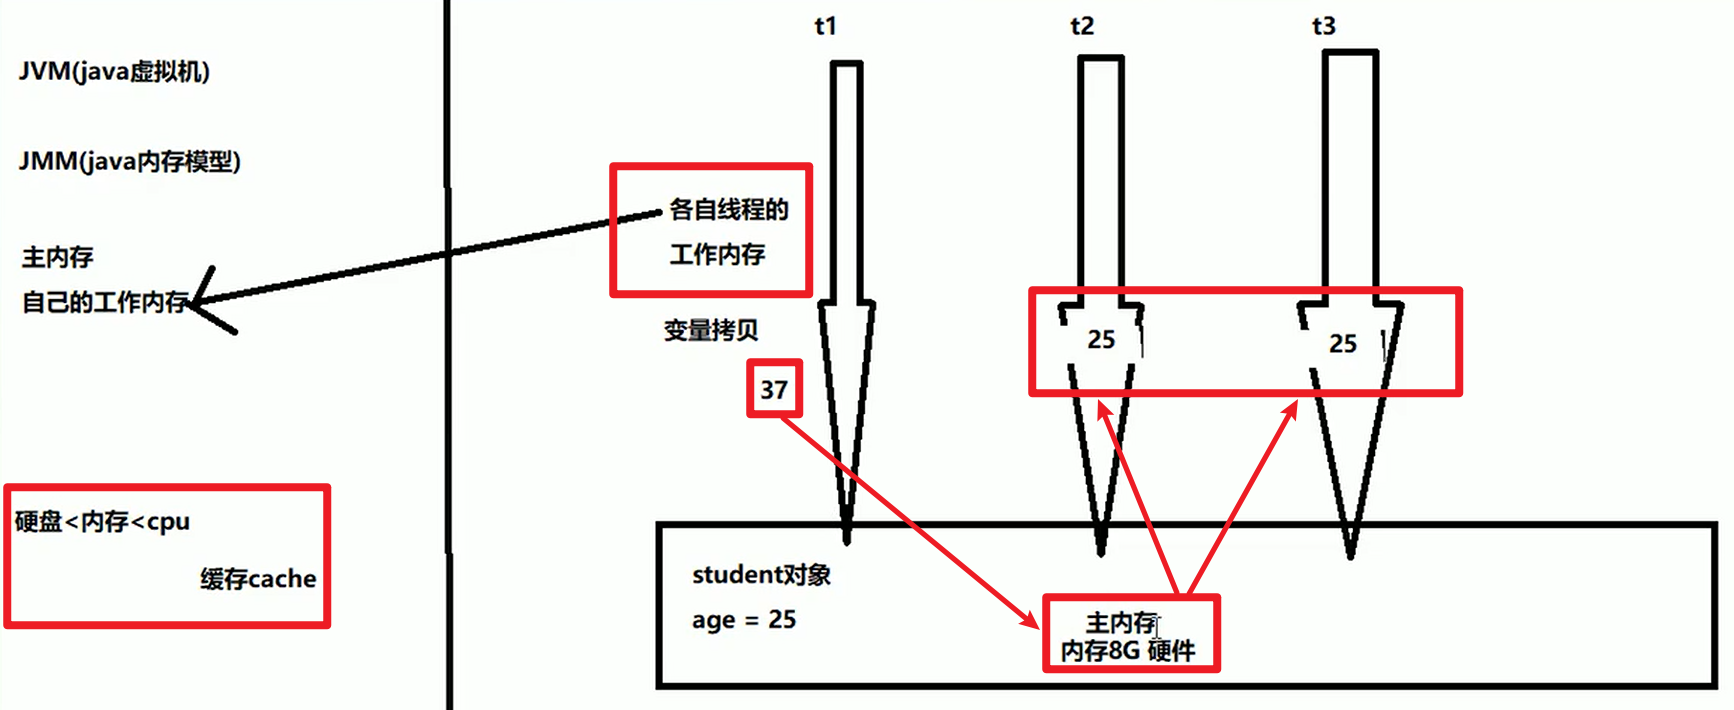 t1
t2
t3
JVM(java虚拟机)
JMM(java内存模型)
主内存
自己的工作内存
硬盘<内存<cpu
缓存cache
各自线程的
工作内存
变量拷贝
37
25
25
student对象
age = 25
主内存
内存8G 硬件